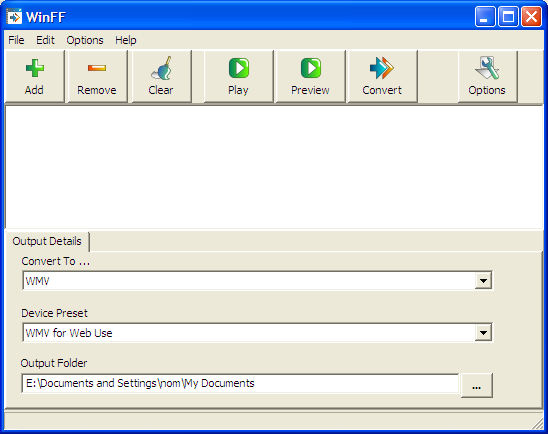 WinFF
File Edit Options Help
Add Remove Clear Play Preview Convert Options
Output Details
Convert To ...
WMV
Device Preset
WMV for Web Use
Output Folder
E:\Documents and Settings\nom\My Documents
...